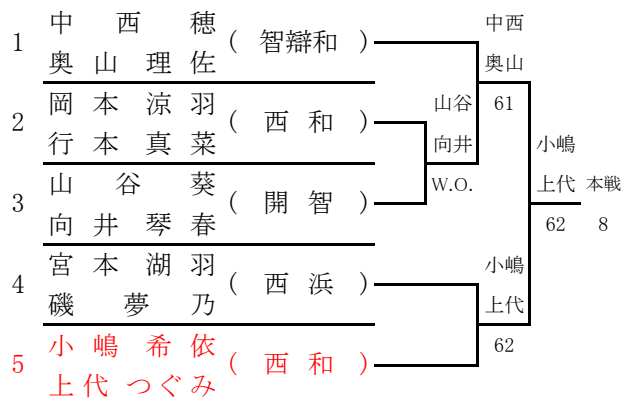 1 中西 穂 (智辯和)
奥山理佐
2 岡本涼羽 (西和)
行本真菜
3 山谷 葵 (開智)
向井琴春
4 宮本湖羽 (西浜)
磯 夢乃
5 小嶋希依 (西和)
上代つぐみ
山谷
向井
W.O.
中西
奥山
61
小嶋
上代
62
小嶋
上代
62
本戦
8